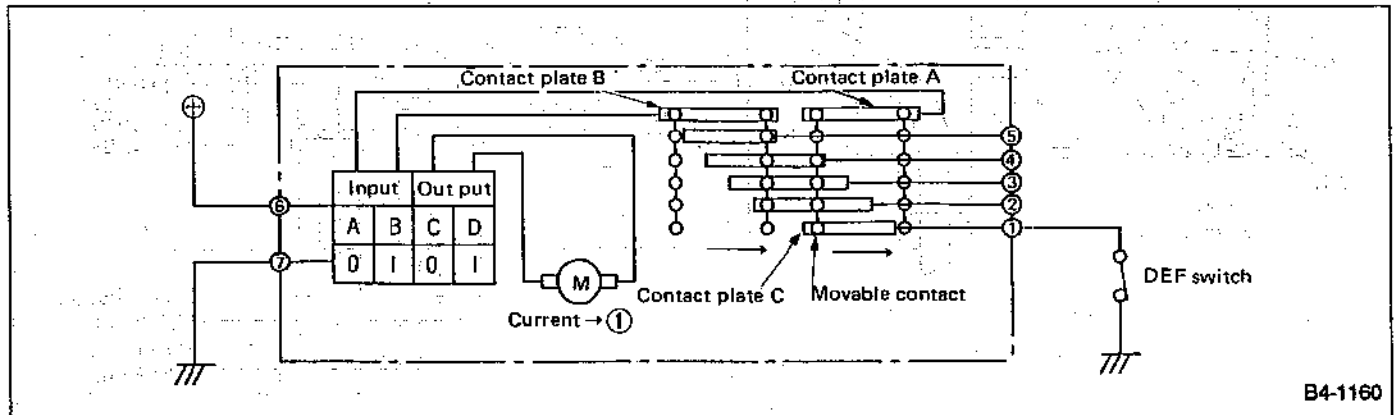 Contact plate B
Contact plate A
⊕
⑤
④
Input Out put
③
⑥
A B C D
②
①
0 1 0 1
⑦
M
DEF switch
Contact plate C
Movable contact
Current → ①
B4-1160